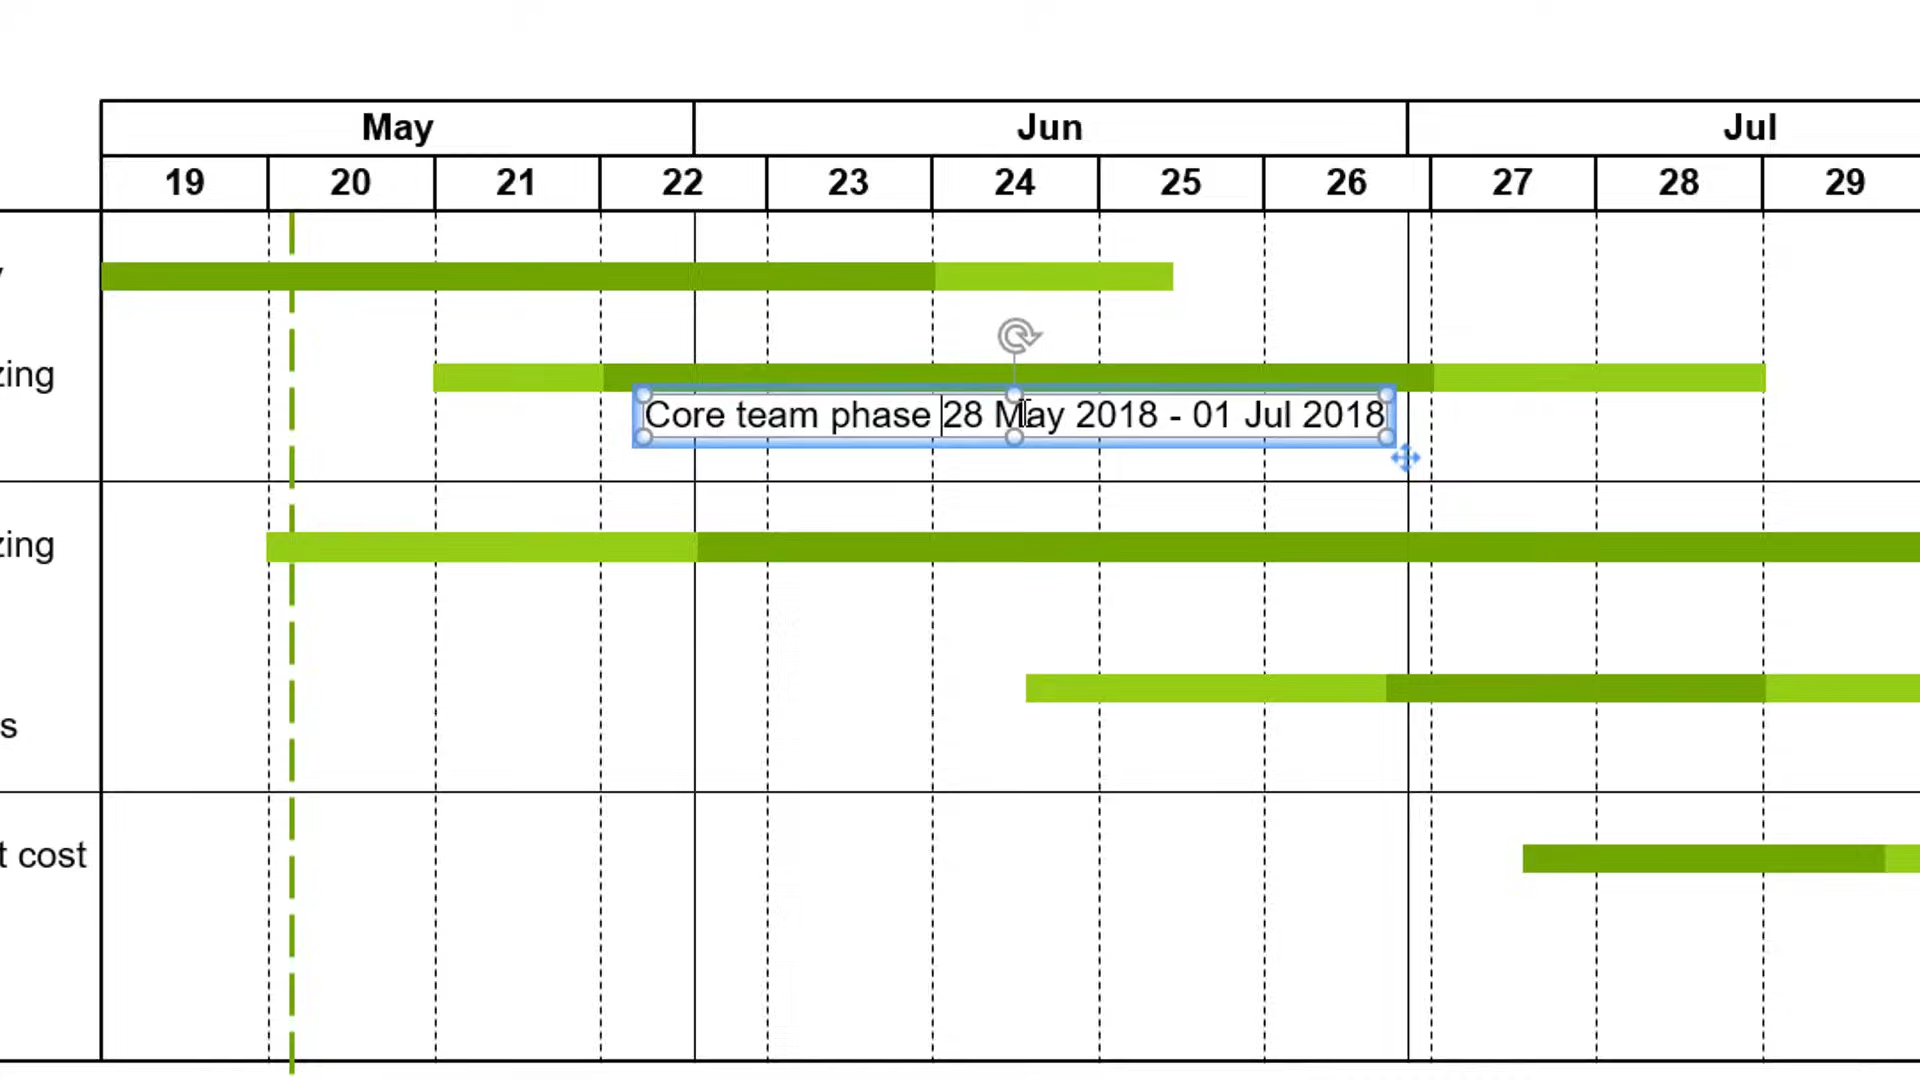 May Jun Jul
19 20 21 22 23 24 25 26 27 28 29
zing
Core team phase 28 May 2018 - 01 Jul 2018
zing
s
t cost